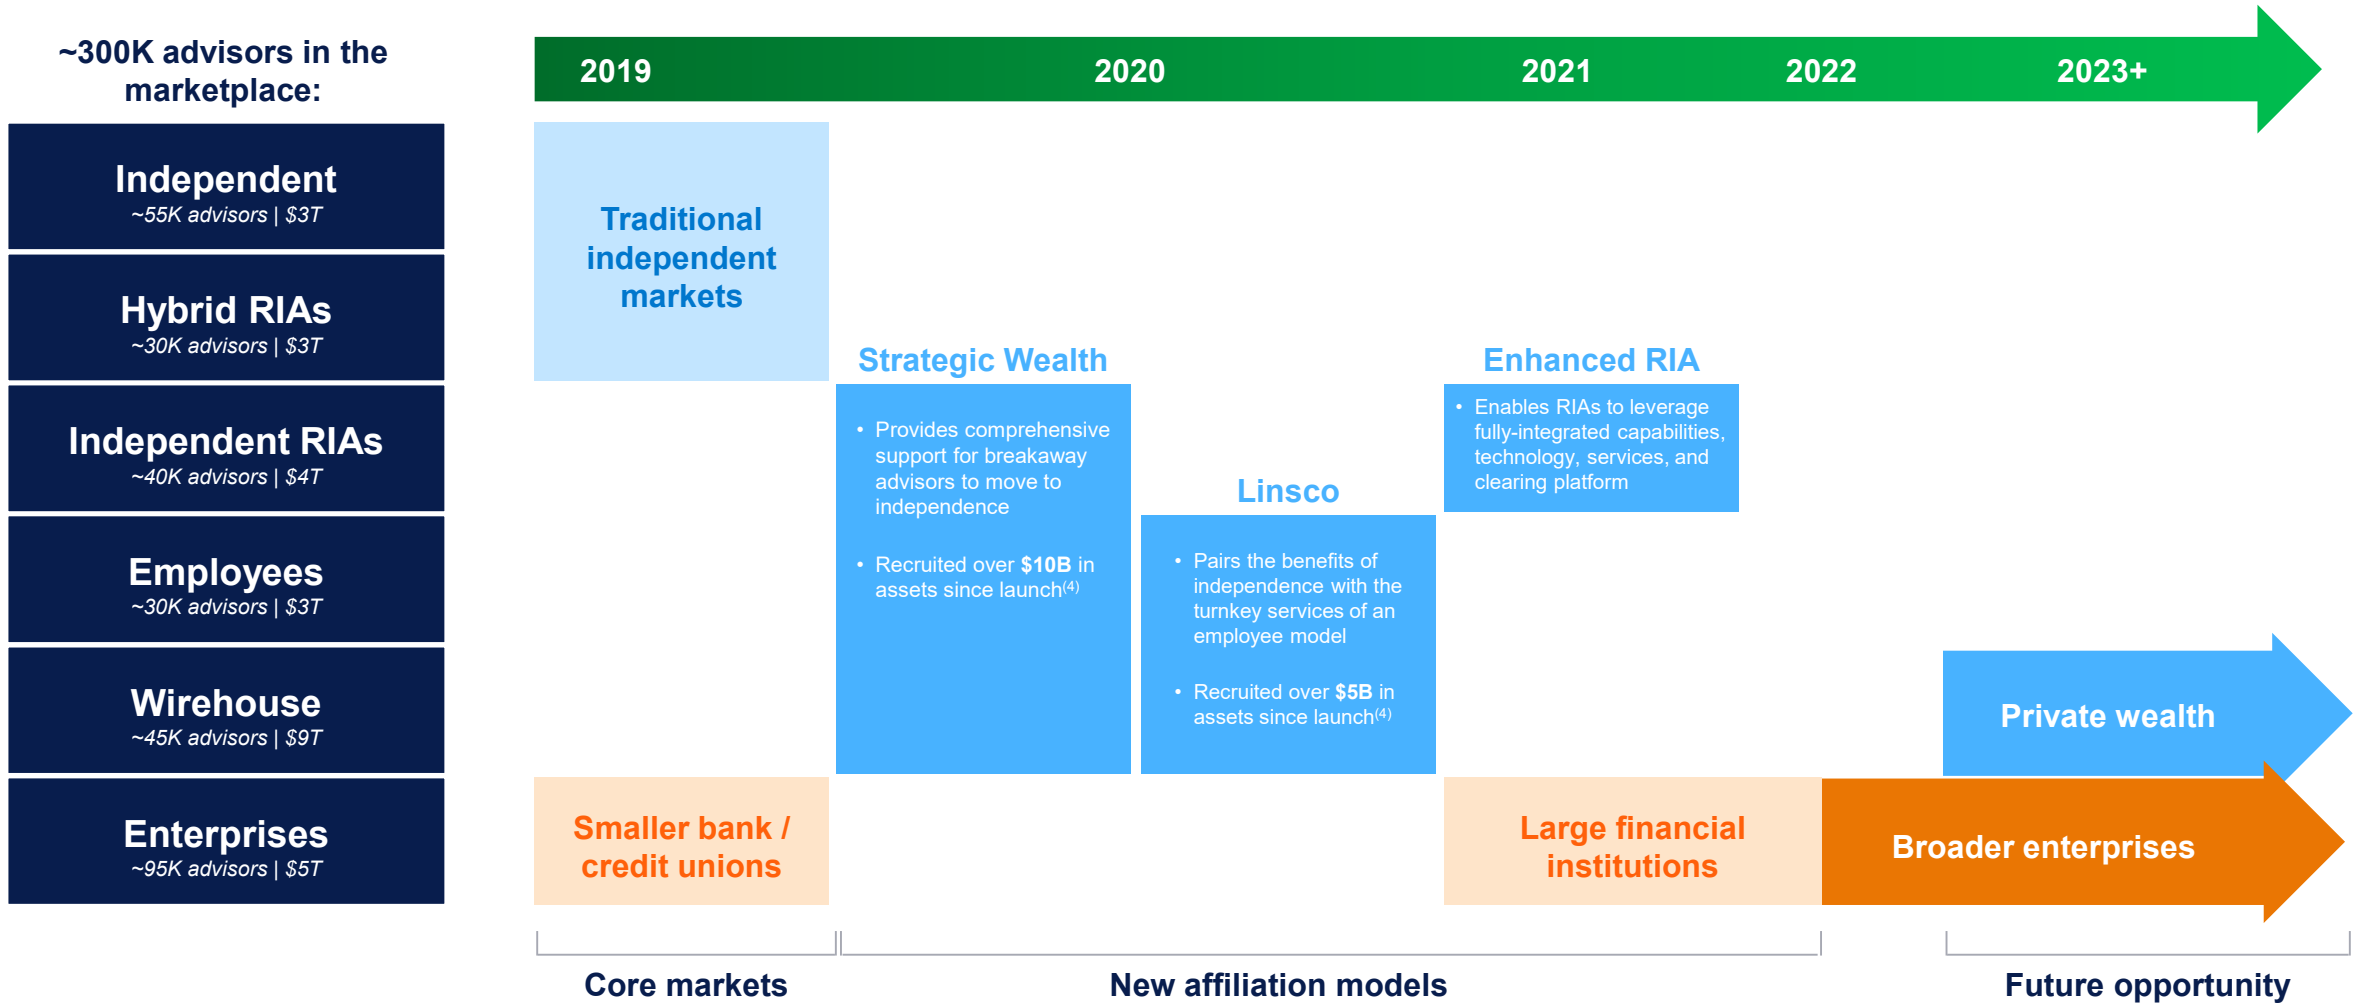 ~300K advisors in the
marketplace:
2019
2020
2021
2022
2023+
Independent
~55K advisors | $3T
Hybrid RIAs
~30K advisors | $3T
Independent RIAs
~40K advisors | $4T
Employees
~30K advisors | $3T
Wirehouse
~45K advisors | $9T
Enterprises
~95K advisors | $5T
Traditional
independent
markets
Smaller bank /
credit unions
Strategic Wealth
• Provides comprehensive
support for breakaway
advisors to move to
independence
• Recruited over $10B in
assets since launch(4)
Linsco
• Pairs the benefits of
independence with the
turnkey services of an
employee model
• Recruited over $5B in
assets since launch(4)
Enhanced RIA
• Enables RIAs to leverage
fully-integrated capabilities,
technology, services, and
clearing platform
Large financial
institutions
Private wealth
Broader enterprises
Core markets
New affiliation models
Future opportunity